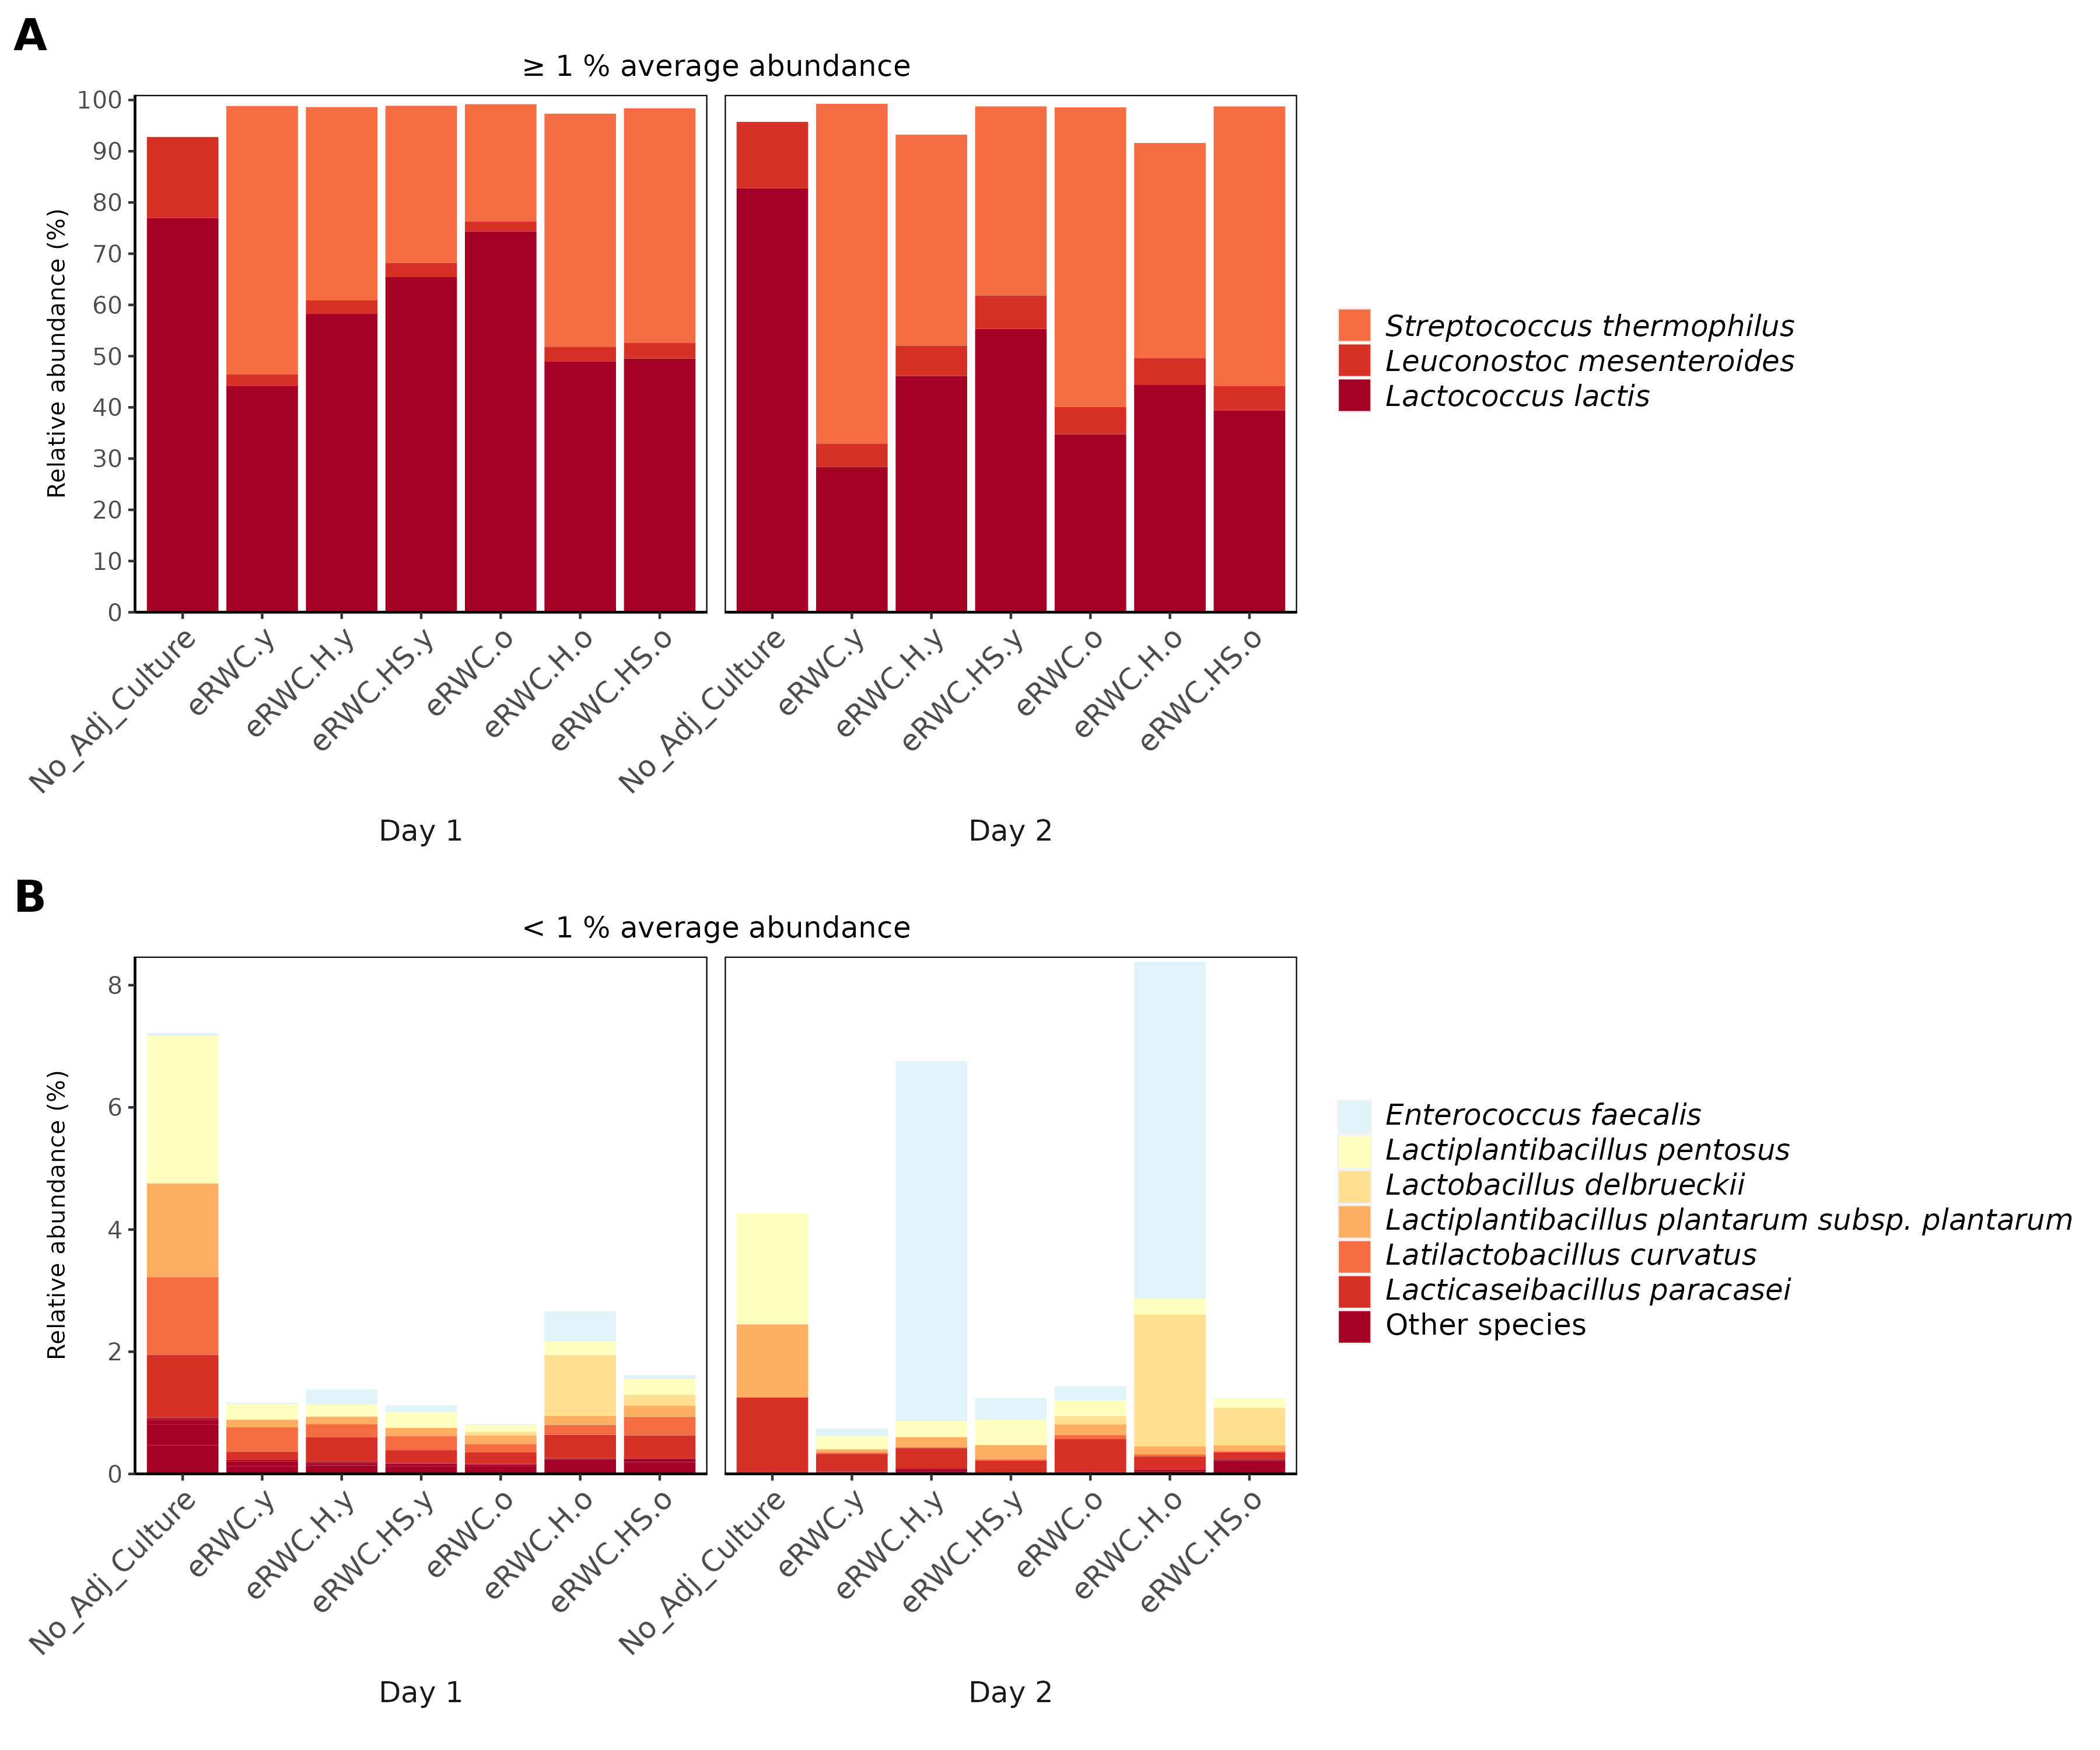 A
≥ 1 % average abundance
Relative abundance (%)
100
90
80
70
60
50
40
30
20
10
0
No_Adj_Culture
eRWC.y
eRWC.H.y
eRWC.HS.y
eRWC.o
eRWC.H.o
eRWC.HS.o
No_Adj_Culture
eRWC.y
eRWC.H.y
eRWC.HS.y
eRWC.o
eRWC.H.o
eRWC.HS.o
Day 1
Day 2
Streptococcus thermophilus
Leuconostoc mesenteroides
Lactococcus lactis
B
< 1 % average abundance
Relative abundance (%)
8
6
4
2
0
No_Adj_Culture
eRWC.y
eRWC.H.y
eRWC.HS.y
eRWC.o
eRWC.H.o
eRWC.HS.o
No_Adj_Culture
eRWC.y
eRWC.H.y
eRWC.HS.y
eRWC.o
eRWC.H.o
eRWC.HS.o
Day 1
Day 2
Enterococcus faecalis
Lactiplantibacillus pentosus
Lactobacillus delbrueckii
Lactiplantibacillus plantarum subsp. plantarum
Latilactobacillus curvatus
Lacticaseibacillus paracasei
Other species